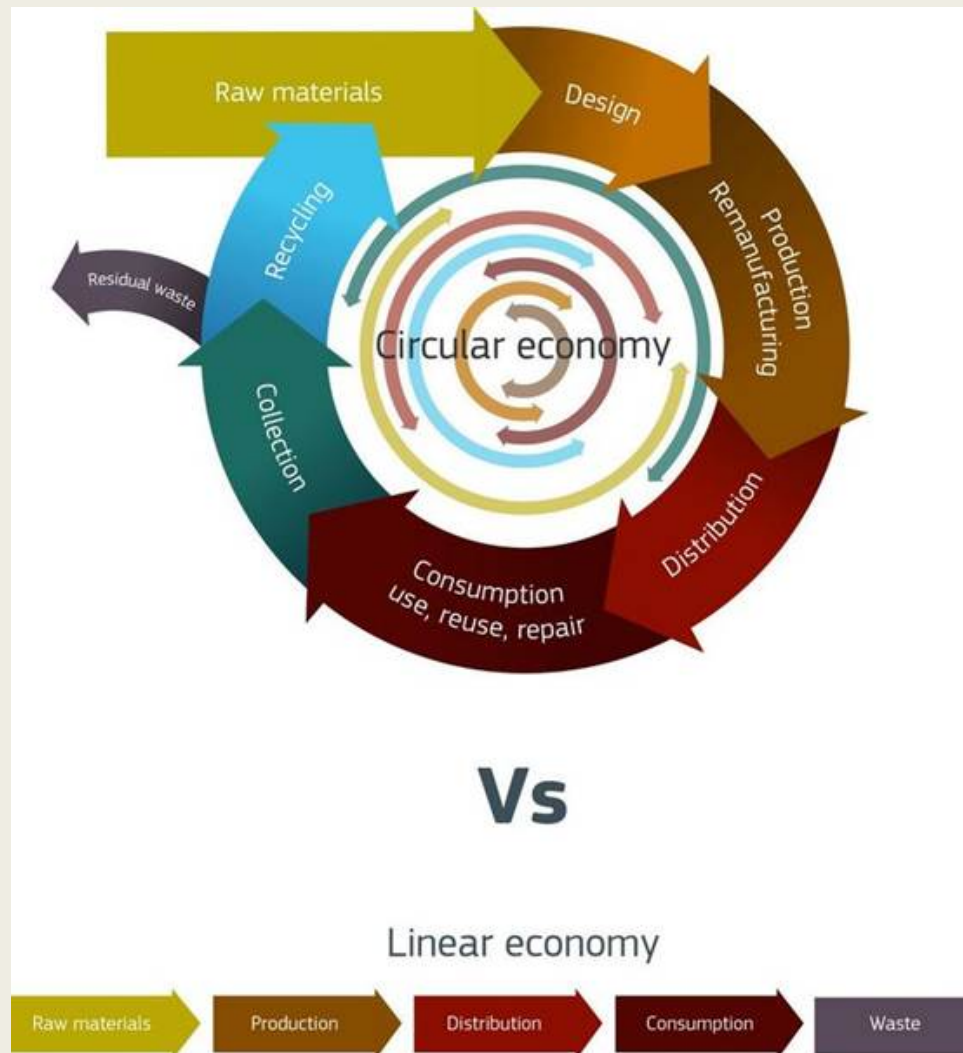 Raw materials
Design
Production
Remanufacturing
Distribution
Consumption
use, reuse, repair
Collection
Recycling
Residual waste
Circular economy
Vs
Linear economy
Raw materials
Production
Distribution
Consumption
Waste